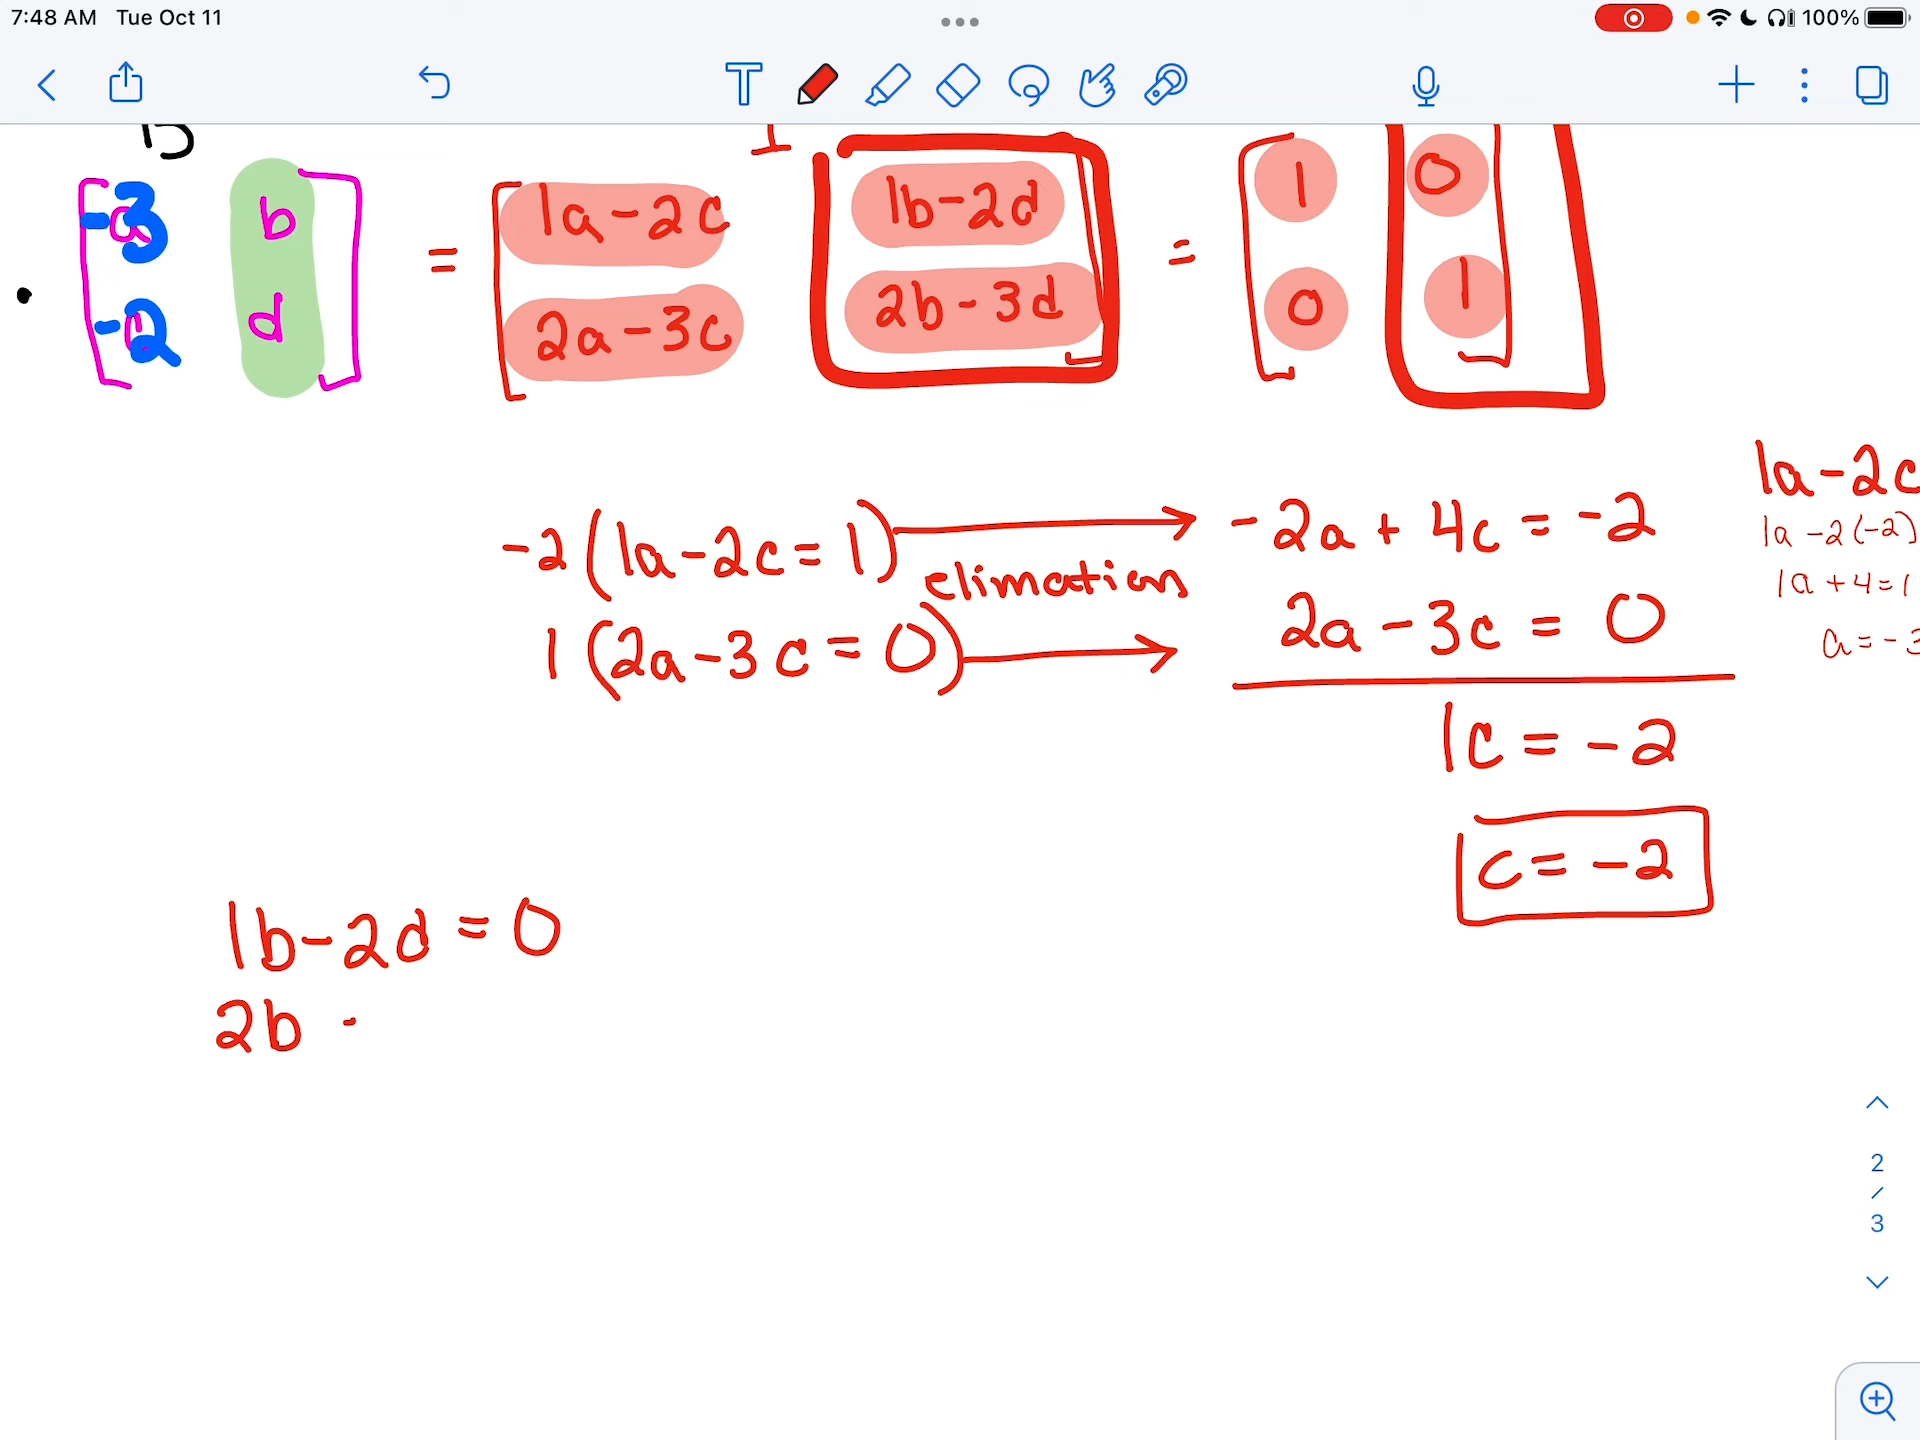 7:48 AM Tue Oct 11
100%
T
-3 b = 1a-2c 1b-2d = 1 0
· -2 d 2a-3c 2b-3d 0 1
1a-2c
-2(1a-2c=1) -2a+4c=-2
1a-2(-2)
elimation
1a+4=1
1(2a-3c=0) 2a-3c=0
a=-3
1c=-2
c=-2
1b-2d=0
2b -
2
/
3